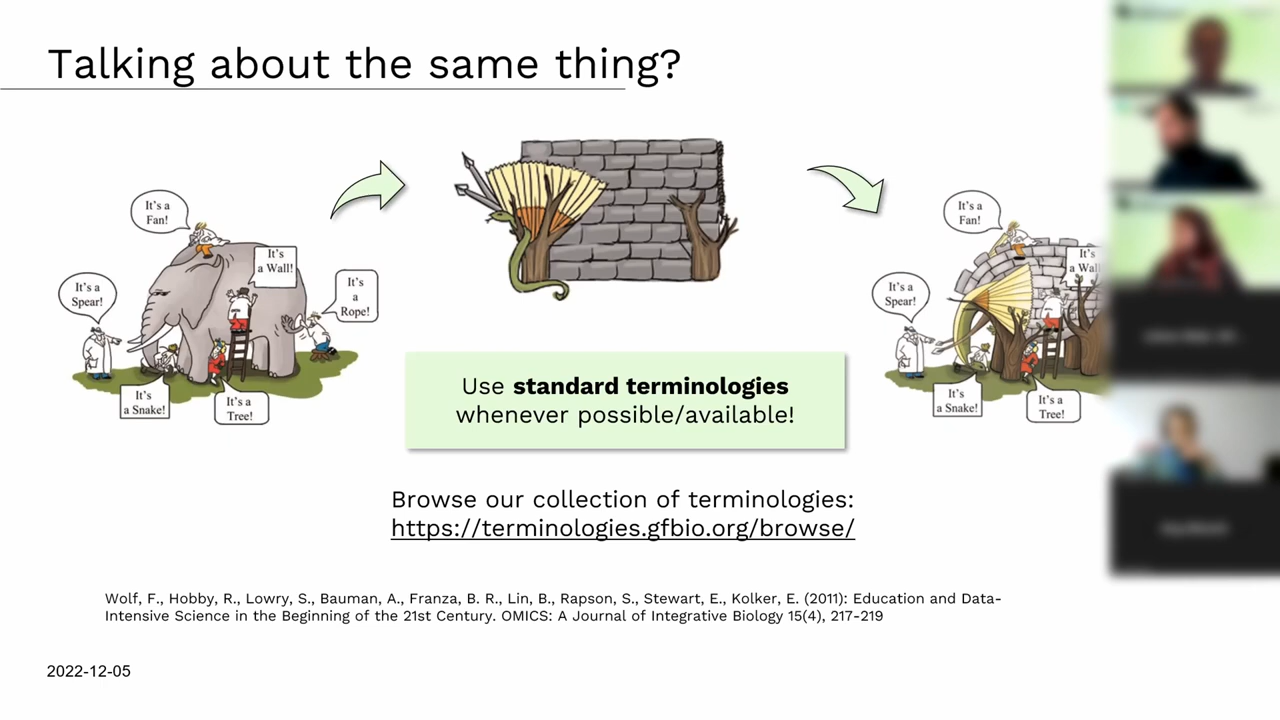 Talking about the same thing?
It's a
Fan!
It's
a Wall!
It's a
Spear!
It's
a
Rope!
It's
a Snake!
It's a
Tree!
It's a
Fan!
It's
a Wall
It's a
Spear!
It's
a Snake!
It's a
Tree!
Use standard terminologies
whenever possible/available!
Browse our collection of terminologies:
https://terminologies.gfbio.org/browse/
Wolf, F., Hobby, R., Lowry, S., Bauman, A., Franza, B. R., Lin, B., Rapson, S., Stewart, E., Kolker, E. (2011): Education and Data-
Intensive Science in the Beginning of the 21st Century. OMICS: A Journal of Integrative Biology 15(4), 217-219
2022-12-05